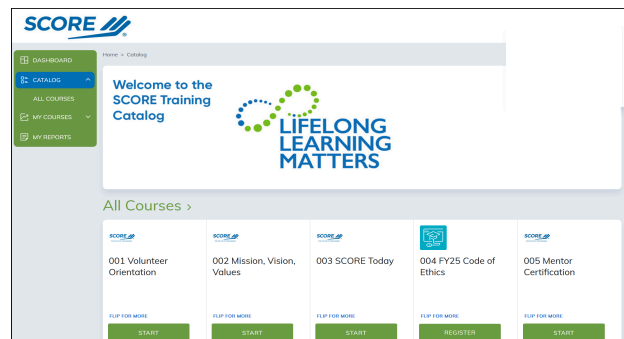 SCORE
Home > Catalog
DASHBOARD
CATALOG
ALL COURSES
MY COURSES
MY REPORTS
Welcome to the
SCORE Training
Catalog
LIFELONG
LEARNING
MATTERS
All Courses >
SCORE
001 Volunteer
Orientation
FLIP FOR MORE
START
SCORE
002 Mission, Vision,
Values
FLIP FOR MORE
START
SCORE
003 SCORE Today
FLIP FOR MORE
START
004 FY25 Code of
Ethics
FLIP FOR MORE
REGISTER
SCORE
005 Mentor
Certification
FLIP FOR MORE
START